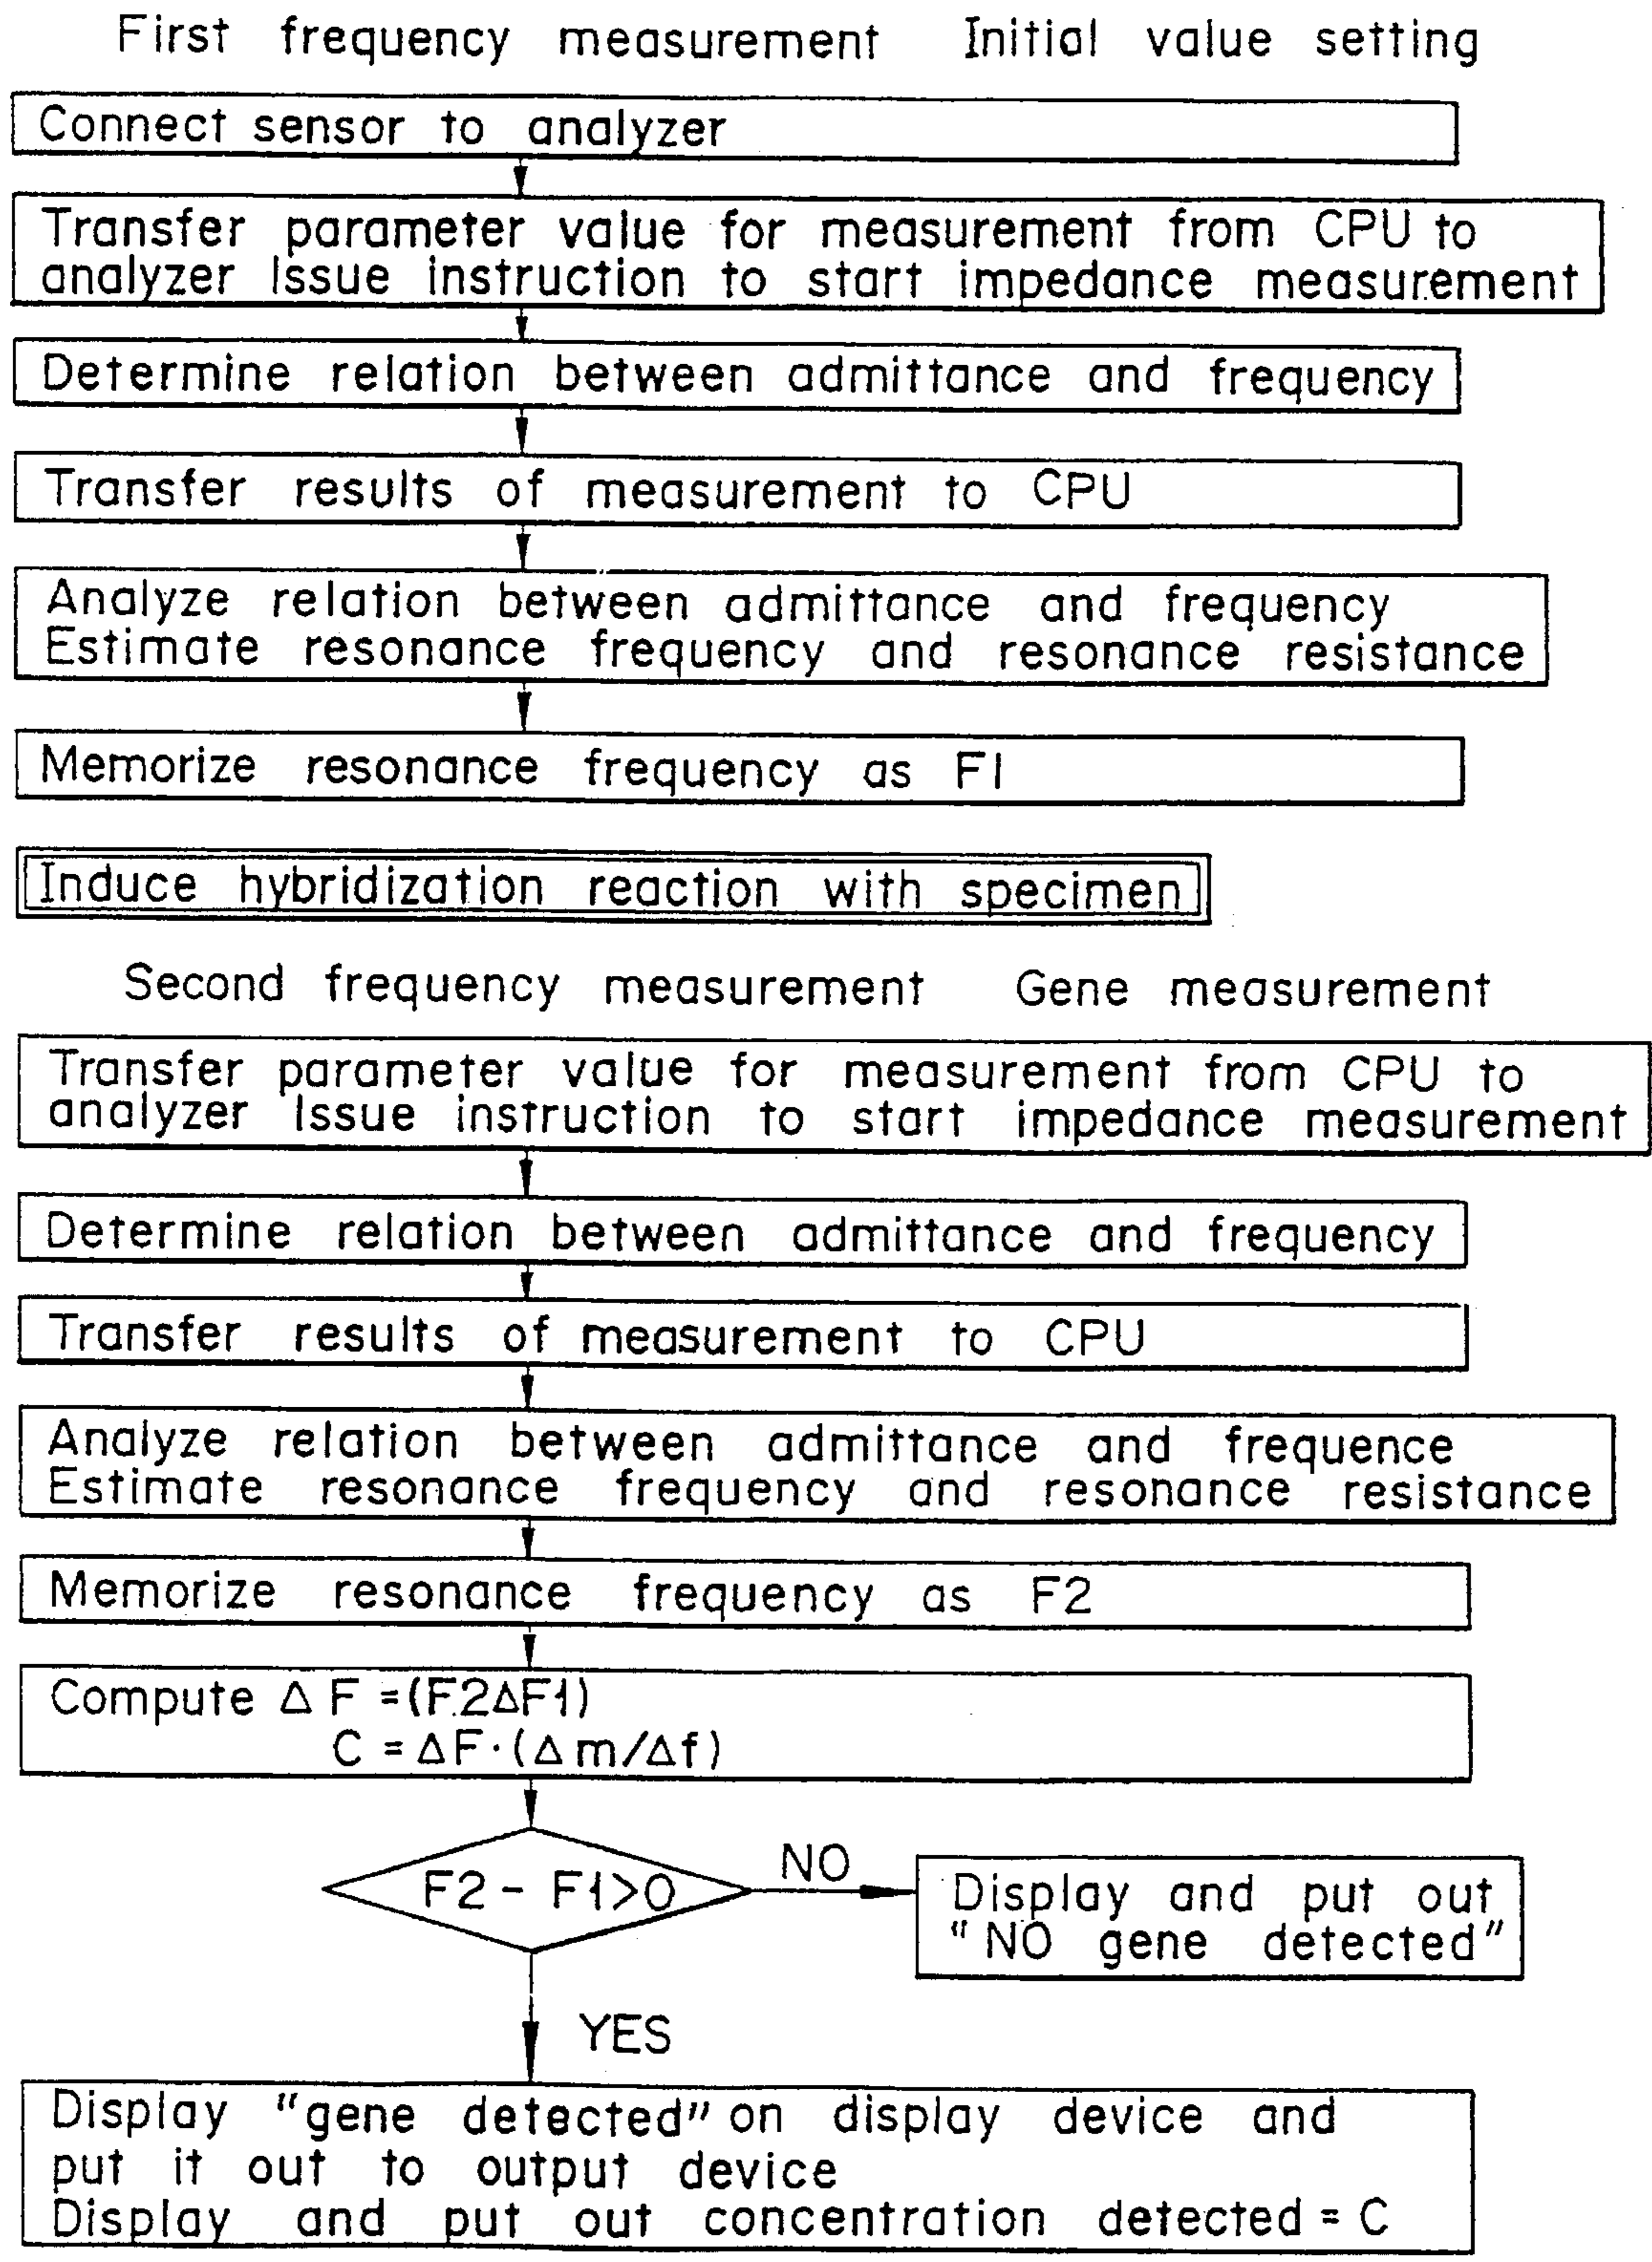 First frequency measurement Initial value setting
Connect sensor to analyzer
Transfer parameter value for measurement from CPU to
analyzer Issue instruction to start impedance measurement
Determine relation between admittance and frequency
Transfer results of measurement to CPU
Analyze relation between admittance and frequency
Estimate resonance frequency and resonance resistance
Memorize resonance frequency as F1
Induce hybridization reaction with specimen
Second frequency measurement Gene measurement
Transfer parameter value for measurement from CPU to
analyzer Issue instruction to start impedance measurement
Determine relation between admittance and frequency
Transfer results of measurement to CPU
Analyze relation between admittance and frequence
Estimate resonance frequency and resonance resistance
Memorize resonance frequency as F2
Compute Δ F =(F2ΔF1)
C = ΔF·(Δm/Δf)
F2 - F1>0
NO
Display and put out
"NO gene detected"
YES
Display "gene detected" on display device and
put it out to output device
Display and put out concentration detected = C